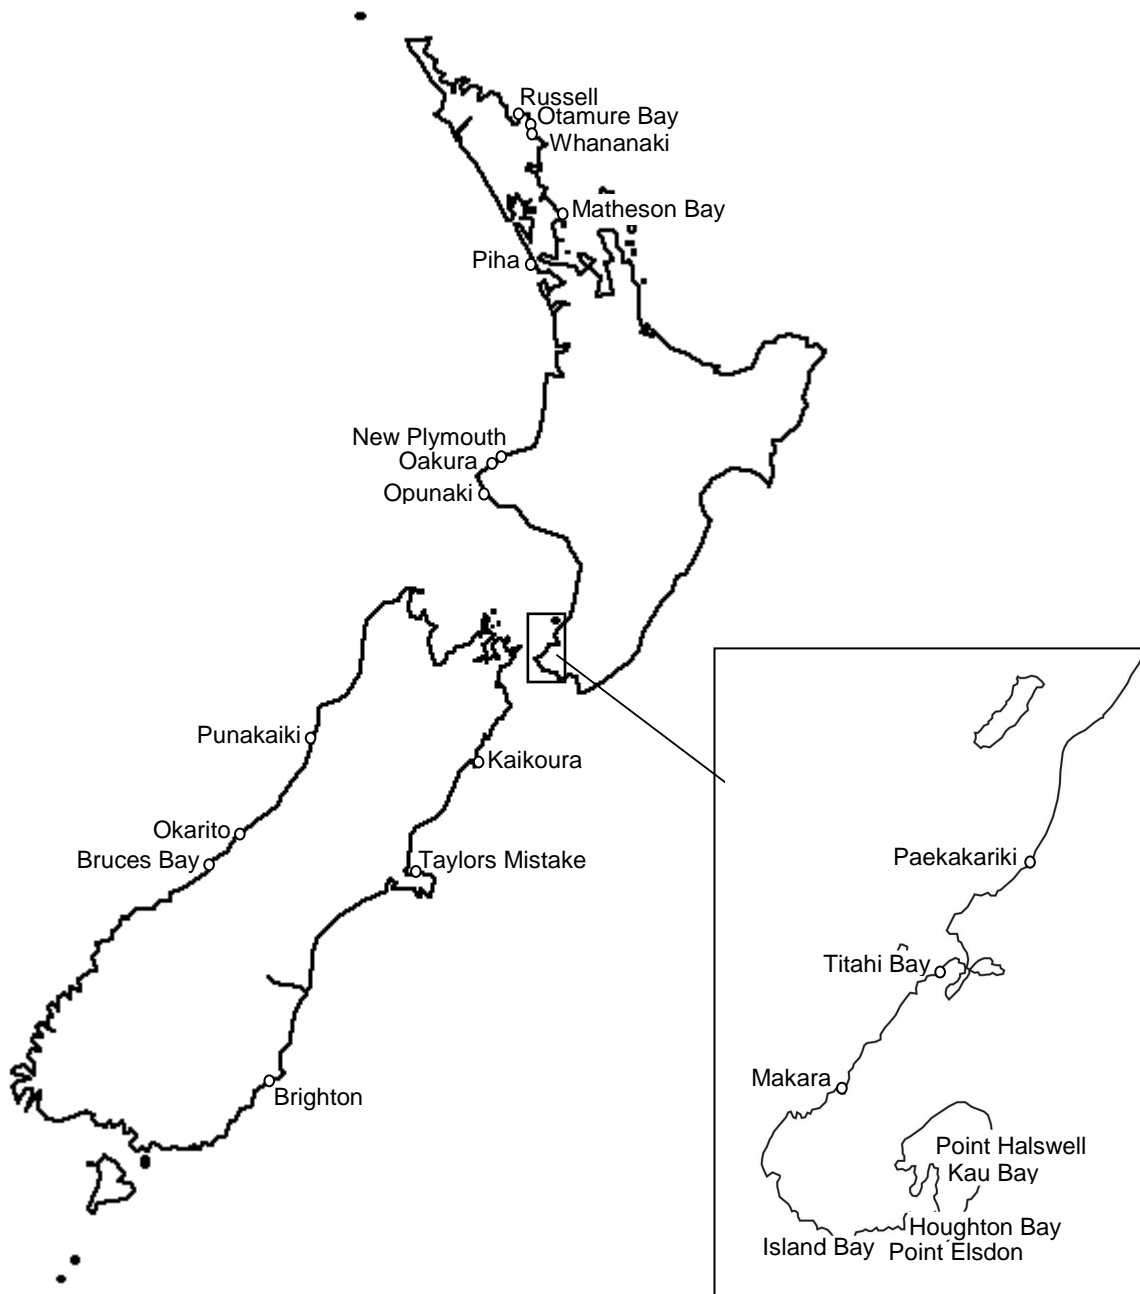 Russell
Otamure Bay
Whananaki
Matheson Bay
Piha
New Plymouth
Oakura
Opunaki
Punakaiki
Kaikoura
Okarito
Bruces Bay
Taylors Mistake
Brighton
Paekakariki
Titahi Bay
Makara
Point Halswell
Kau Bay
Houghton Bay
Island Bay
Point Elsdon